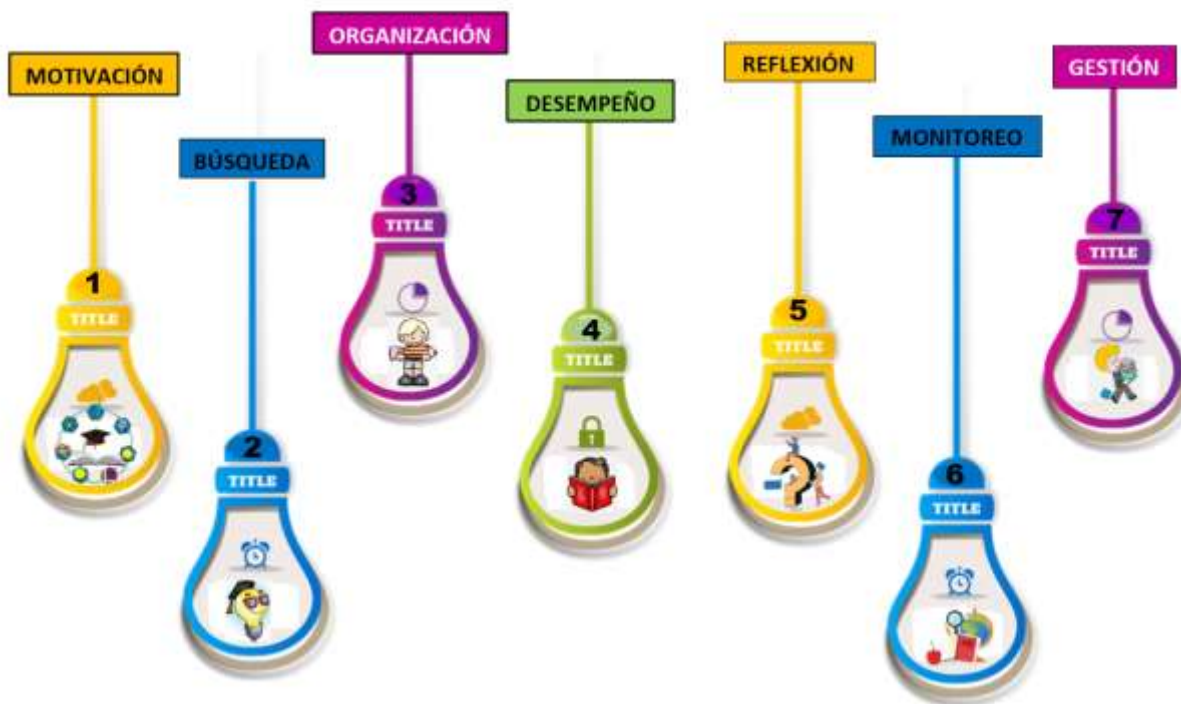 MOTIVACIÓN
1
TITLE
BÚSQUEDA
2
TITLE
ORGANIZACIÓN
3
TITLE
DESEMPEÑO
4
TITLE
1
REFLEXIÓN
5
TITLE
MONITOREO
6
TITLE
GESTIÓN
7
TITLE